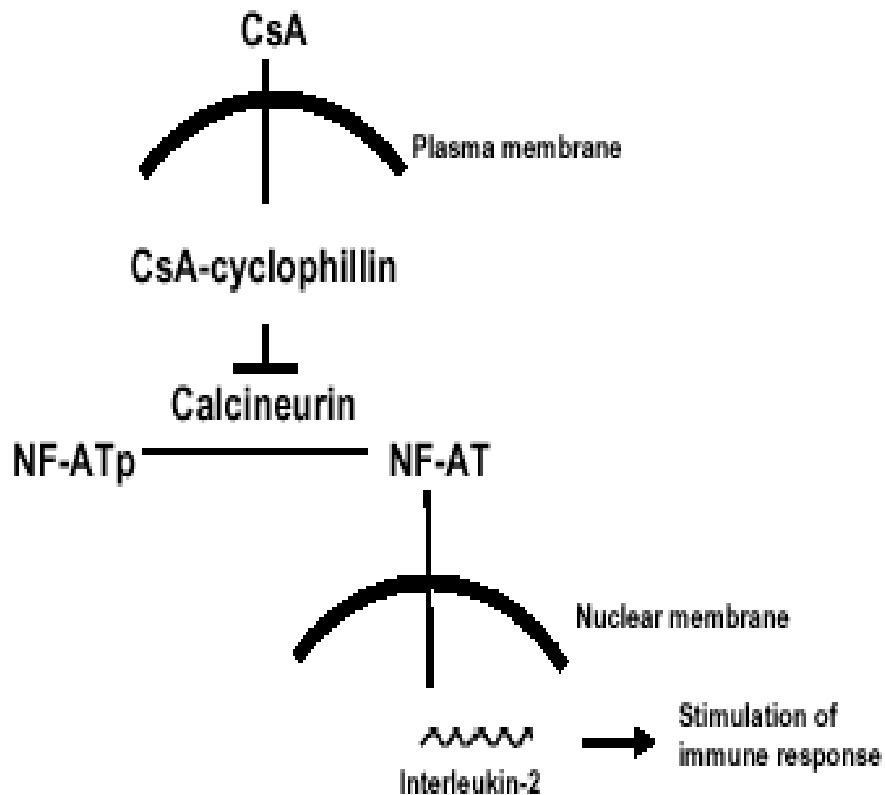 CsA
Plasma membrane
CsA-cyclophillin
Calcineurin
NF-ATp
NF-AT
Nuclear membrane
Stimulation of
immune response
Interleukin-2